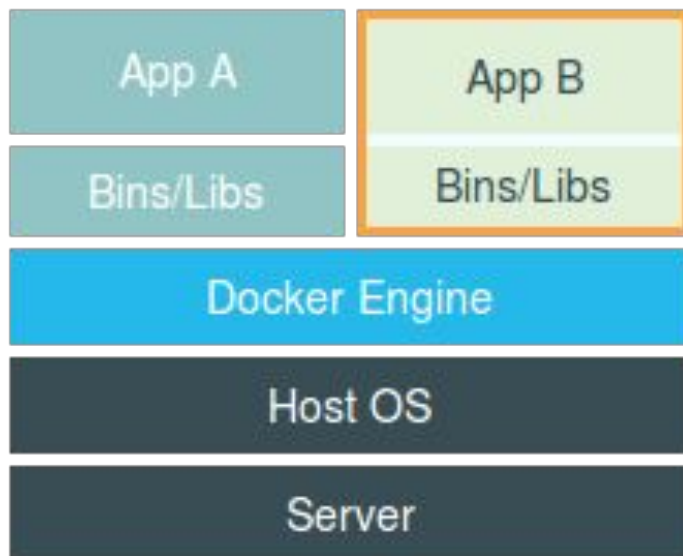 App A
App B
Bins/Libs
Bins/Libs
Docker Engine
Host OS
Server